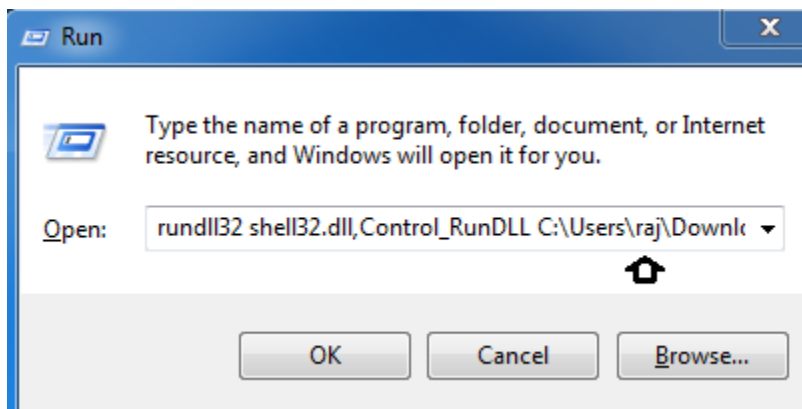 Run
Type the name of a program, folder, document, or Internet
resource, and Windows will open it for you.
Open: rundll32 shell32.dll,Control_RunDLL C:\Users\raj\Downlo
OK Cancel Browse...